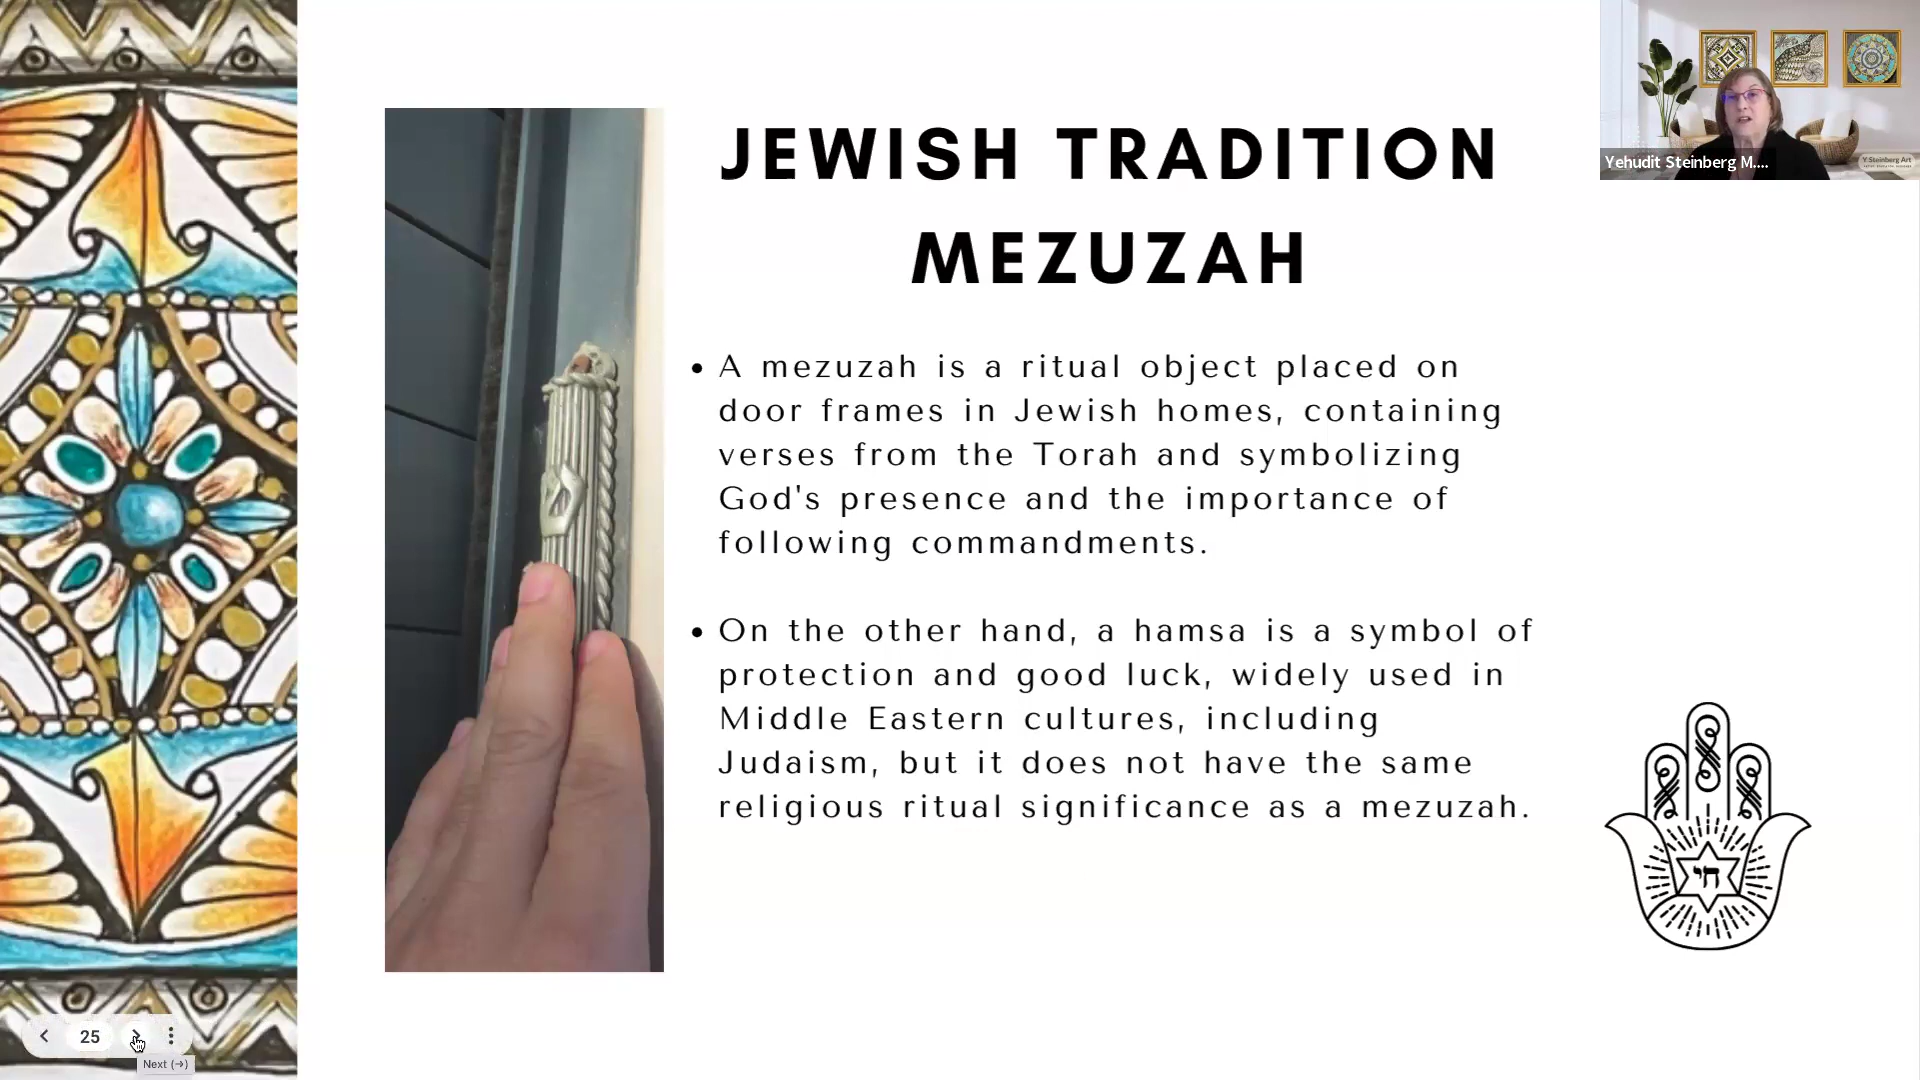 JEWISH TRADITION
MEZUZAH
Yehudit Steinberg M....
Y.Steinberg Art
• A mezuzah is a ritual object placed on
door frames in Jewish homes, containing
verses from the Torah and symbolizing
God's presence and the importance of
following commandments.
• On the other hand, a hamsa is a symbol of
protection and good luck, widely used in
Middle Eastern cultures, including
Judaism, but it does not have the same
religious ritual significance as a mezuzah.
חי
25
Next (→)